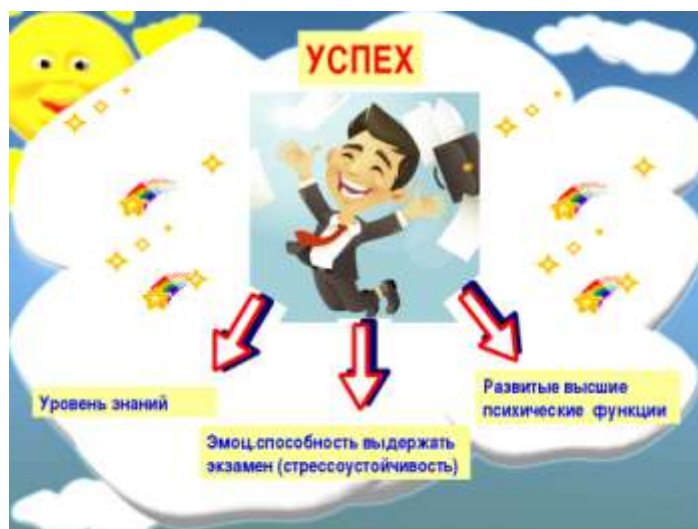 УСПЕХ
Уровень знаний
Развитые высшие
психические функции
Эмоц.способность выдержать
экзамен (стрессоустойчивость)